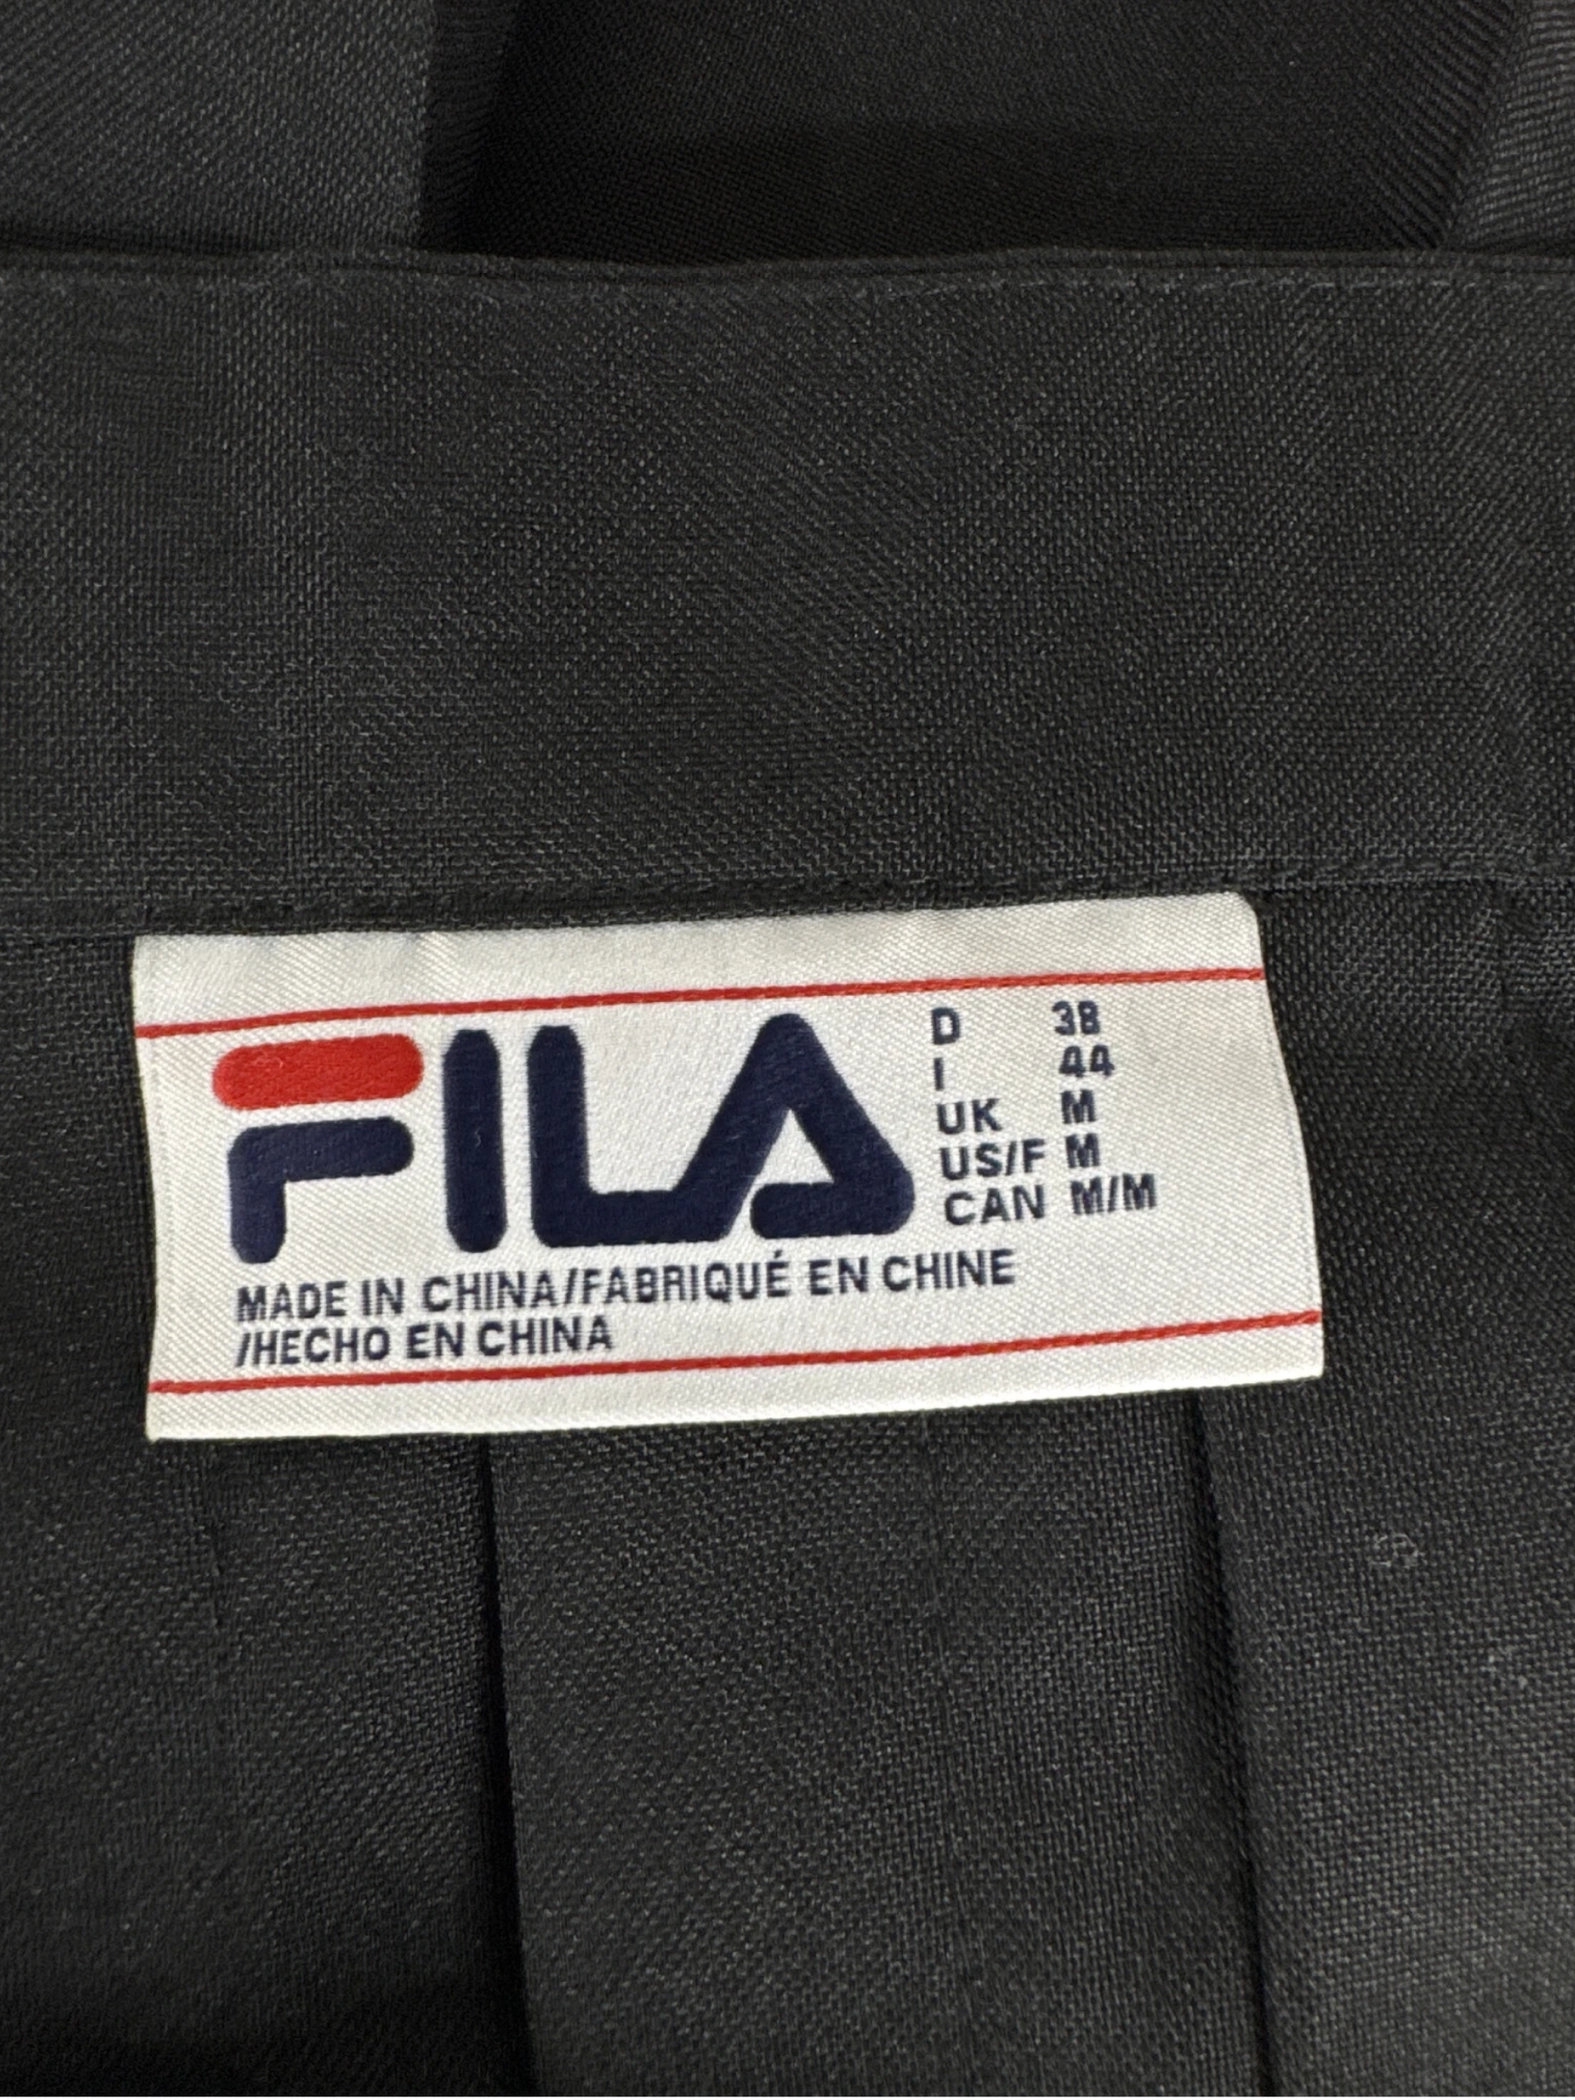 FILA
D 38
I 44
UK M
US/F M
CAN M/M
MADE IN CHINA/FABRIQUÉ EN CHINE
/HECHO EN CHINA